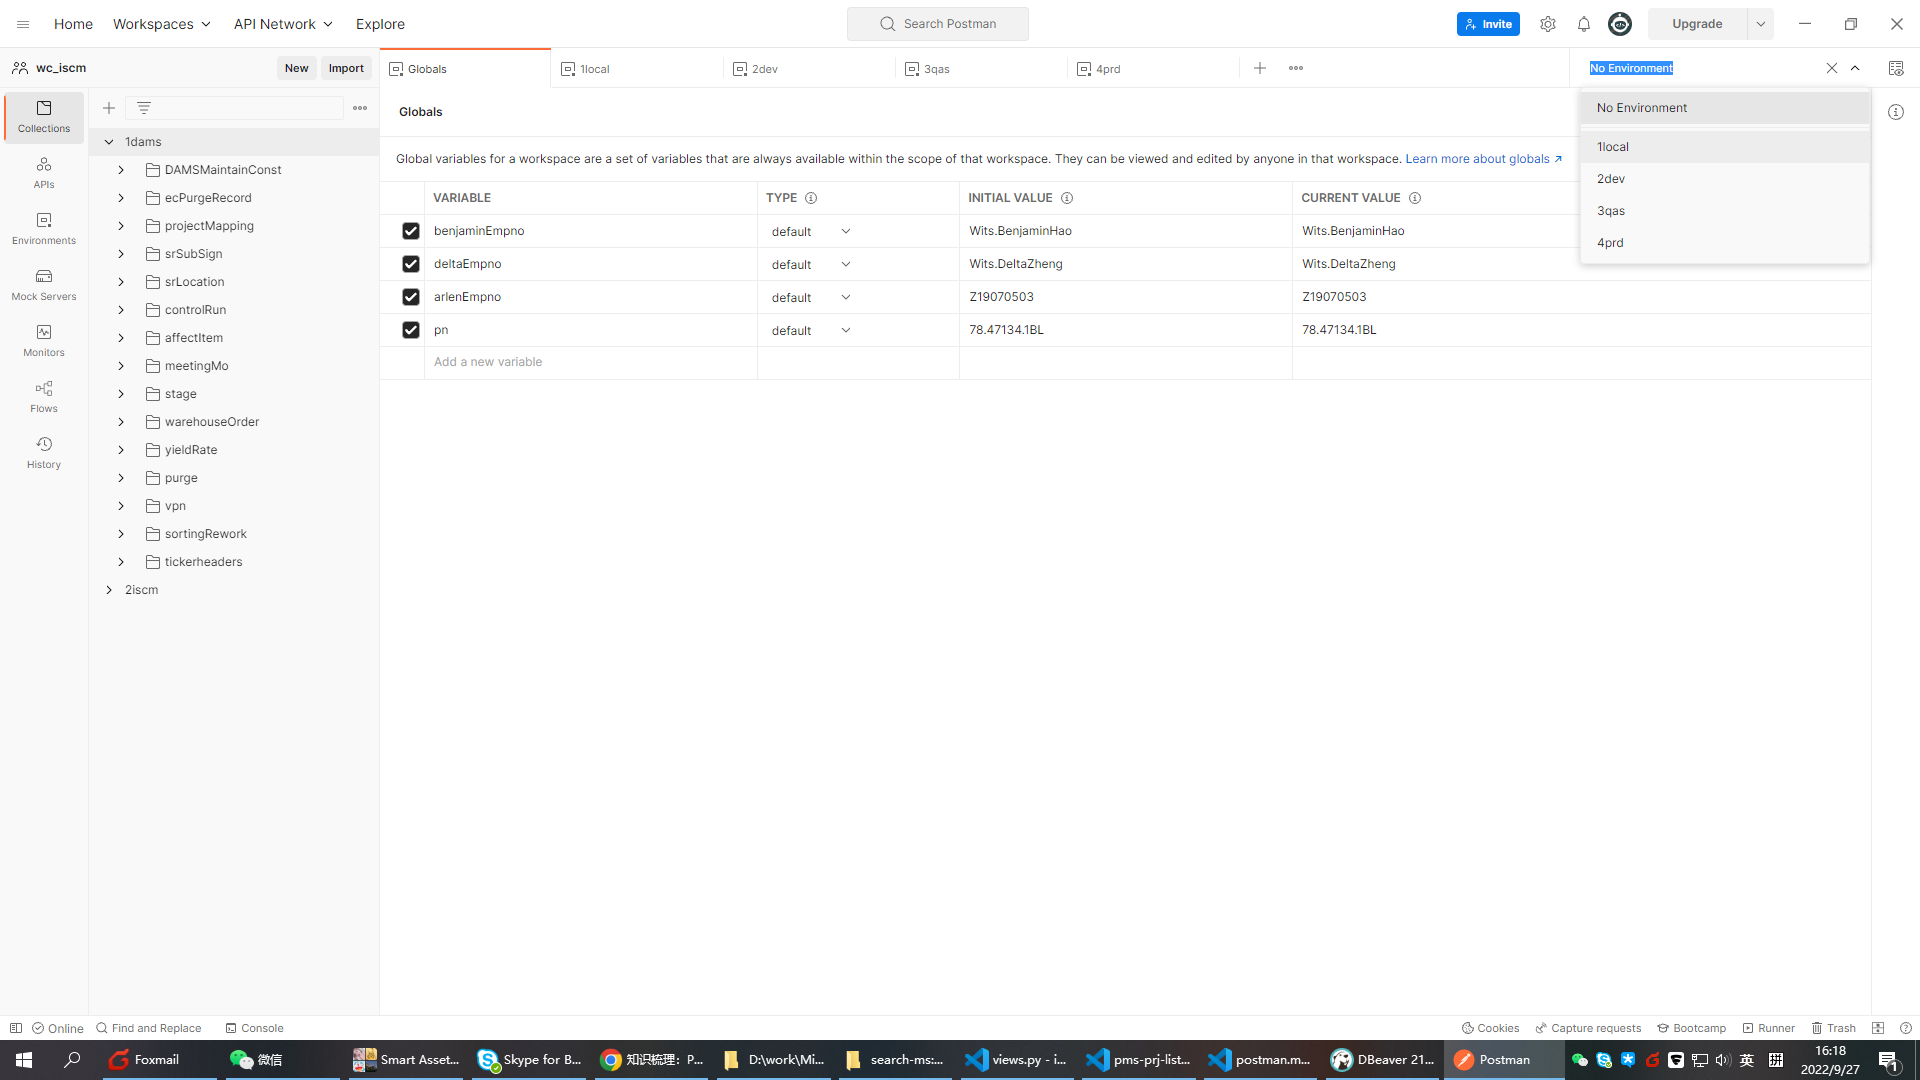 Home Workspaces API Network Explore Search Postman Invite Upgrade
wc_iscm New Import
Globals 1local 2dev 3qas 4prd No Environment
Collections
APIs
Environments
Mock Servers
Monitors
Flows
History
1dams
DAMSMaintainConst
ecPurgeRecord
projectMapping
srSubSign
srLocation
controlRun
affectItem
meetingMo
stage
warehouseOrder
yieldRate
purge
vpn
sortingRework
tickerheaders
2iscm
Globals
Global variables for a workspace are a set of variables that are always available within the scope of that workspace. They can be viewed and edited by anyone in that workspace. Learn more about globals ↗
VARIABLE TYPE INITIAL VALUE CURRENT VALUE
benjaminEmpno default Wits.BenjaminHao Wits.BenjaminHao
deltaEmpno default Wits.DeltaZheng Wits.DeltaZheng
arlenEmpno default Z19070503 Z19070503
pn default 78.47134.1BL 78.47134.1BL
Add a new variable
No Environment
1local
2dev
3qas
4prd
Online Find and Replace Console Cookies Capture requests Bootcamp Runner Trash
Foxmail 微信 Smart Asset... Skype for B... 知识梳理：P... D:\work\Mi... search-ms:... views.py - i... pms-prj-list... postman.m... DBeaver 21... Postman 英 拼 16:18
2022/9/27 1